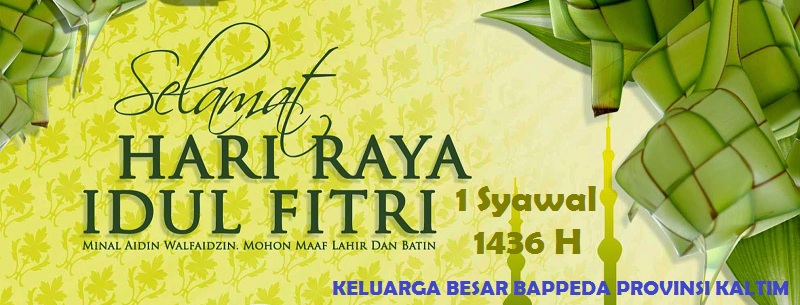 Selamat
HARI RAYA
IDUL FITRI
MINAL AIDIN WALFAIDZIN. MOHON MAAF LAHIR DAN BATIN
1 Syawal
1436 H
KELUARGA BESAR BAPPEDA PROVINSI KALTIM